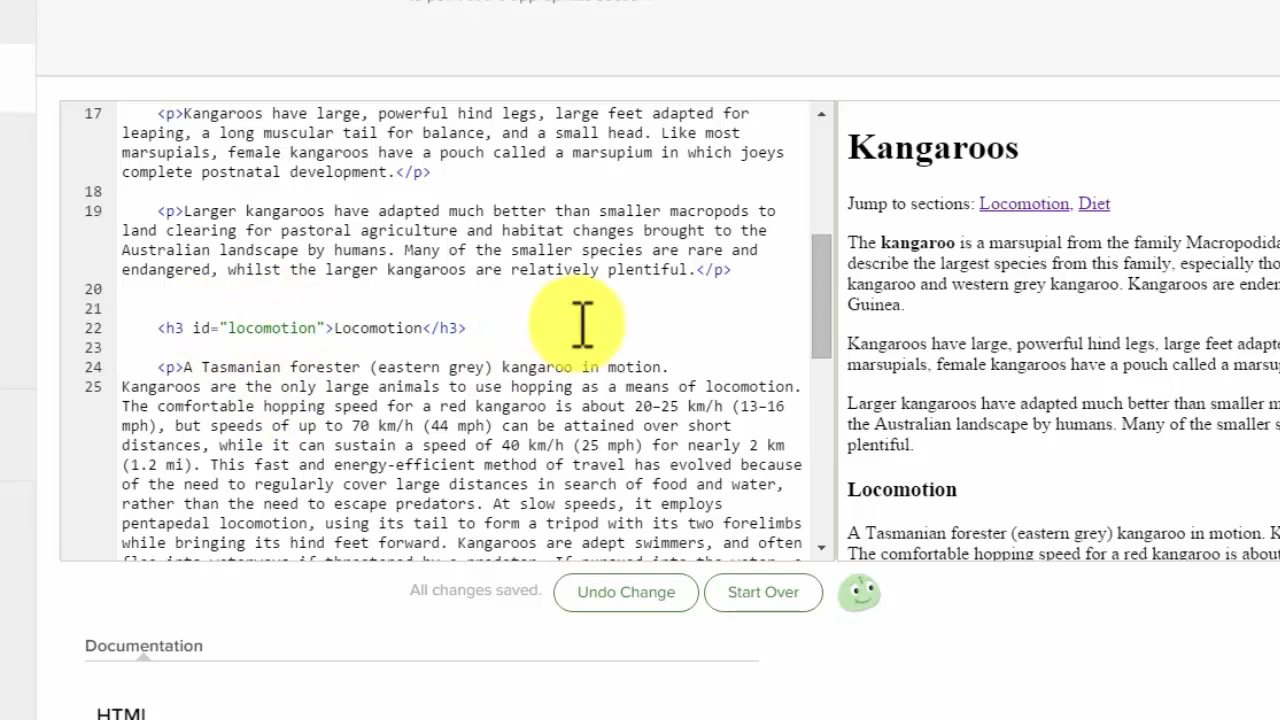 17 <p>Kangaroos have large, powerful hind legs, large feet adapted for
leaping, a long muscular tail for balance, and a small head. Like most
marsupials, female kangaroos have a pouch called a marsupium in which joeys
complete postnatal development.</p>
18
19 <p>Larger kangaroos have adapted much better than smaller macropods to
land clearing for pastoral agriculture and habitat changes brought to the
Australian landscape by humans. Many of the smaller species are rare and
endangered, whilst the larger kangaroos are relatively plentiful.</p>
20
21
22 <h3 id="locomotion">Locomotion</h3>
23
24 <p>A Tasmanian forester (eastern grey) kangaroo in motion.
25 Kangaroos are the only large animals to use hopping as a means of locomotion.
The comfortable hopping speed for a red kangaroo is about 20–25 km/h (13–16
mph), but speeds of up to 70 km/h (44 mph) can be attained over short
distances, while it can sustain a speed of 40 km/h (25 mph) for nearly 2 km
(1.2 mi). This fast and energy-efficient method of travel has evolved because
of the need to regularly cover large distances in search of food and water,
rather than the need to escape predators. At slow speeds, it employs
pentapedal locomotion, using its tail to form a tripod with its two forelimbs
while bringing its hind feet forward. Kangaroos are adept swimmers, and often
Kangaroos
Jump to sections: Locomotion, Diet
The kangaroo is a marsupial from the family Macropodida
describe the largest species from this family, especially tho
kangaroo and western grey kangaroo. Kangaroos are ender
Guinea.
Kangaroos have large, powerful hind legs, large feet adapte
marsupials, female kangaroos have a pouch called a marsu
Larger kangaroos have adapted much better than smaller m
the Australian landscape by humans. Many of the smaller s
plentiful.
Locomotion
A Tasmanian forester (eastern grey) kangaroo in motion. K
The comfortable hopping speed for a red kangaroo is about
All changes saved.
Undo Change
Start Over
Documentation
HTML